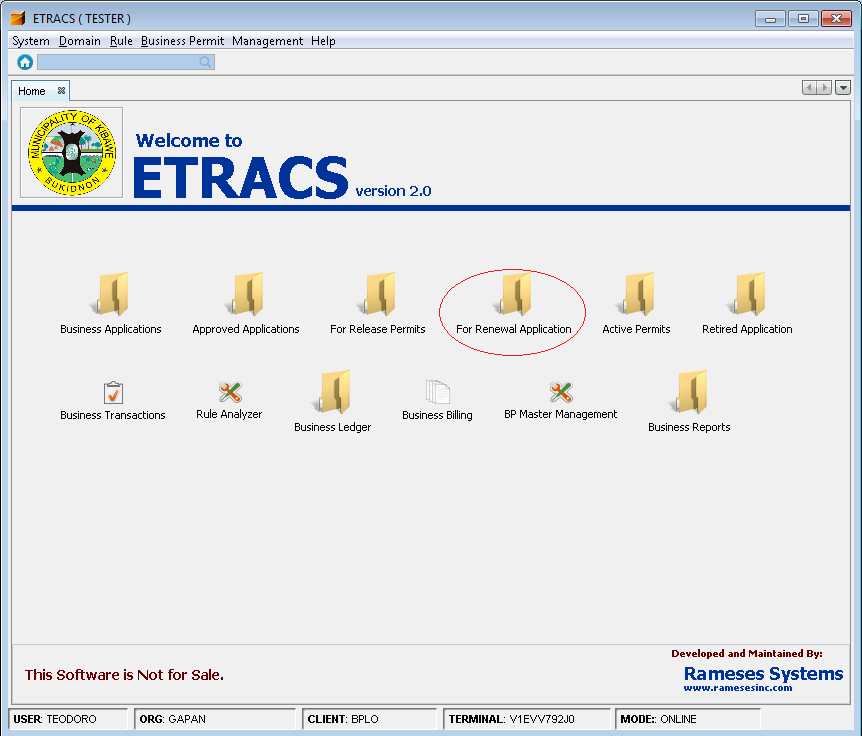 ETRACS ( TESTER )
System Domain Rule Business Permit Management Help
Home
MUNICIPALITY OF KIBAWE
BUKIDNON
Welcome to
ETRACS version 2.0
Business Applications Approved Applications For Release Permits For Renewal Application Active Permits Retired Application
Business Transactions Rule Analyzer Business Ledger Business Billing BP Master Management Business Reports
Developed and Maintained By:
This Software is Not for Sale.
Rameses Systems
www.ramesesinc.com
USER: TEODORO ORG: GAPAN CLIENT: BPLO TERMINAL: V1EVV792J0 MODE: ONLINE